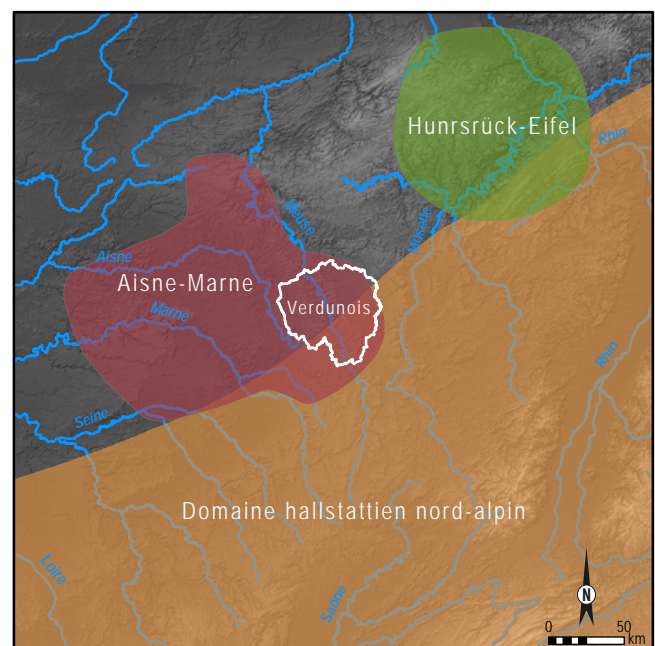 Hunrsrück-Eifel
Rhin
Meuse
Moselle
Aisne
Aisne-Marne
Verdunois
Marne
Rhin
Seine
Domaine hallstattien nord-alpin
Loire
Saône
N
0 50
km